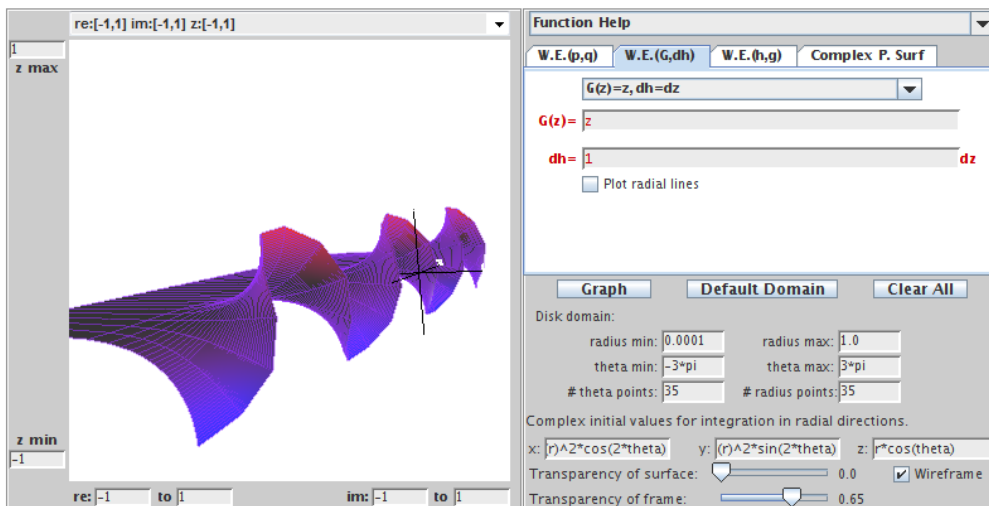 re:[-1,1] im:[-1,1] z:[-1,1]
1
z max
z min
-1
re: -1 to 1 im: -1 to 1
Function Help
W.E.(p,q) W.E.(G,dh) W.E.(h,g) Complex P. Surf
G(z)=z, dh=dz
G(z)= z
dh= 1 dz
Plot radial lines
Graph Default Domain Clear All
Disk domain:
radius min: 0.0001 radius max: 1.0
theta min: -3*pi theta max: 3*pi
# theta points: 35 # radius points: 35
Complex initial values for integration in radial directions.
x: (r)^2*cos(2*theta) y: (r)^2*sin(2*theta) z: r*cos(theta)
Transparency of surface: 0.0 Wireframe
Transparency of frame: 0.65